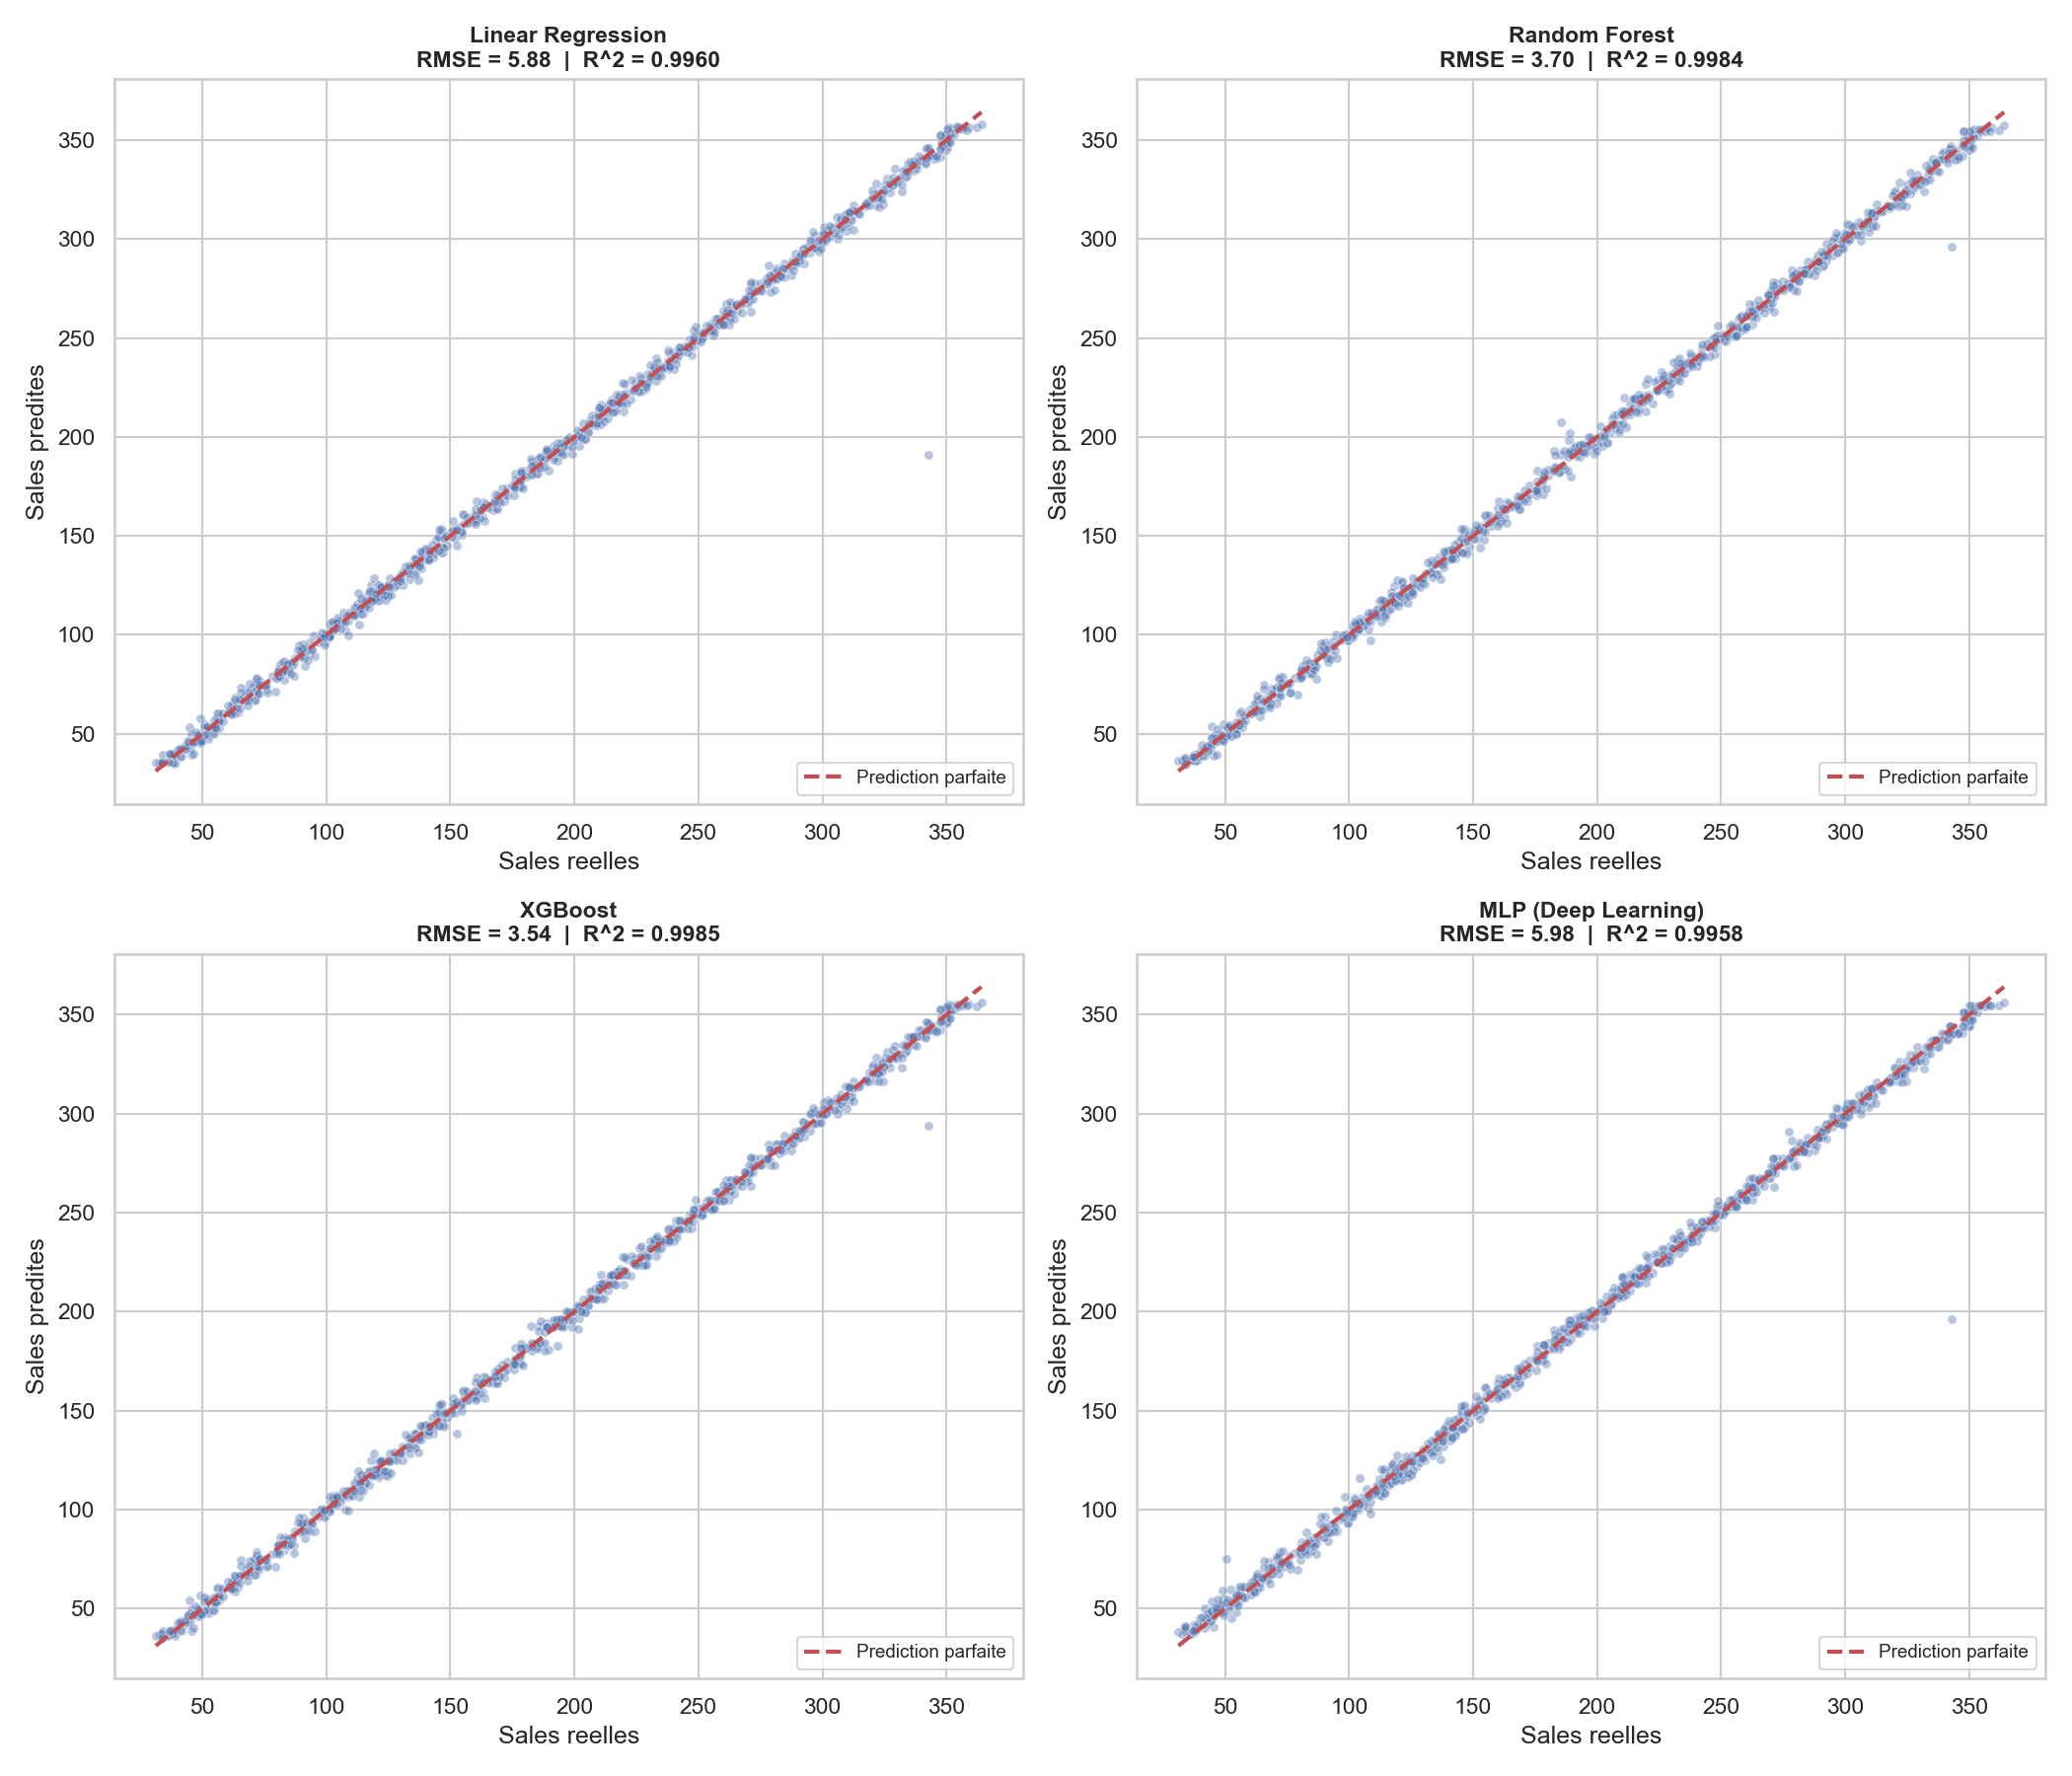 Linear Regression
RMSE = 5.88 | R^2 = 0.9960
350
300
250
200
150
100
50
Sales predites
Prediction parfaite
50 100 150 200 250 300 350
Sales reelles
Random Forest
RMSE = 3.70 | R^2 = 0.9984
350
300
250
200
150
100
50
Sales predites
Prediction parfaite
50 100 150 200 250 300 350
Sales reelles
XGBoost
RMSE = 3.54 | R^2 = 0.9985
350
300
250
200
150
100
50
Sales predites
Prediction parfaite
50 100 150 200 250 300 350
Sales reelles
MLP (Deep Learning)
RMSE = 5.98 | R^2 = 0.9958
350
300
250
200
150
100
50
Sales predites
Prediction parfaite
50 100 150 200 250 300 350
Sales reelles